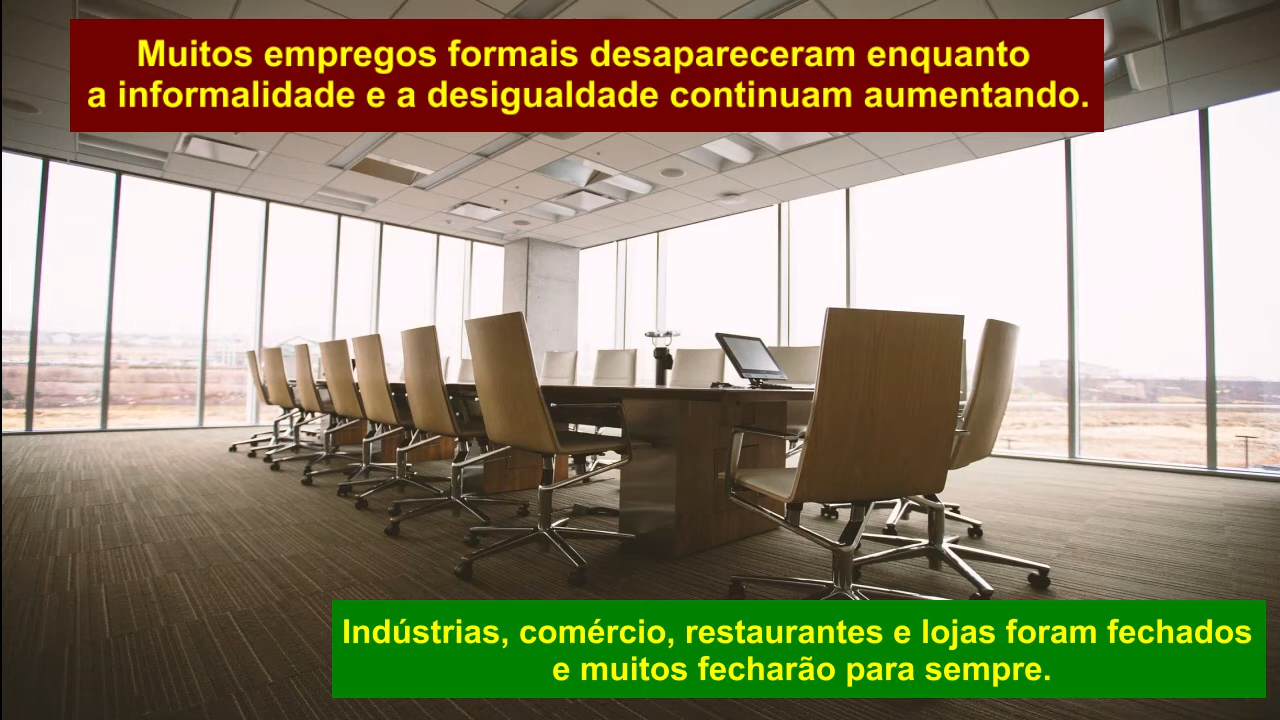 Muitos empregos formais desapareceram enquanto
a informalidade e a desigualdade continuam aumentando.
Indústrias, comércio, restaurantes e lojas foram fechados
e muitos fecharão para sempre.